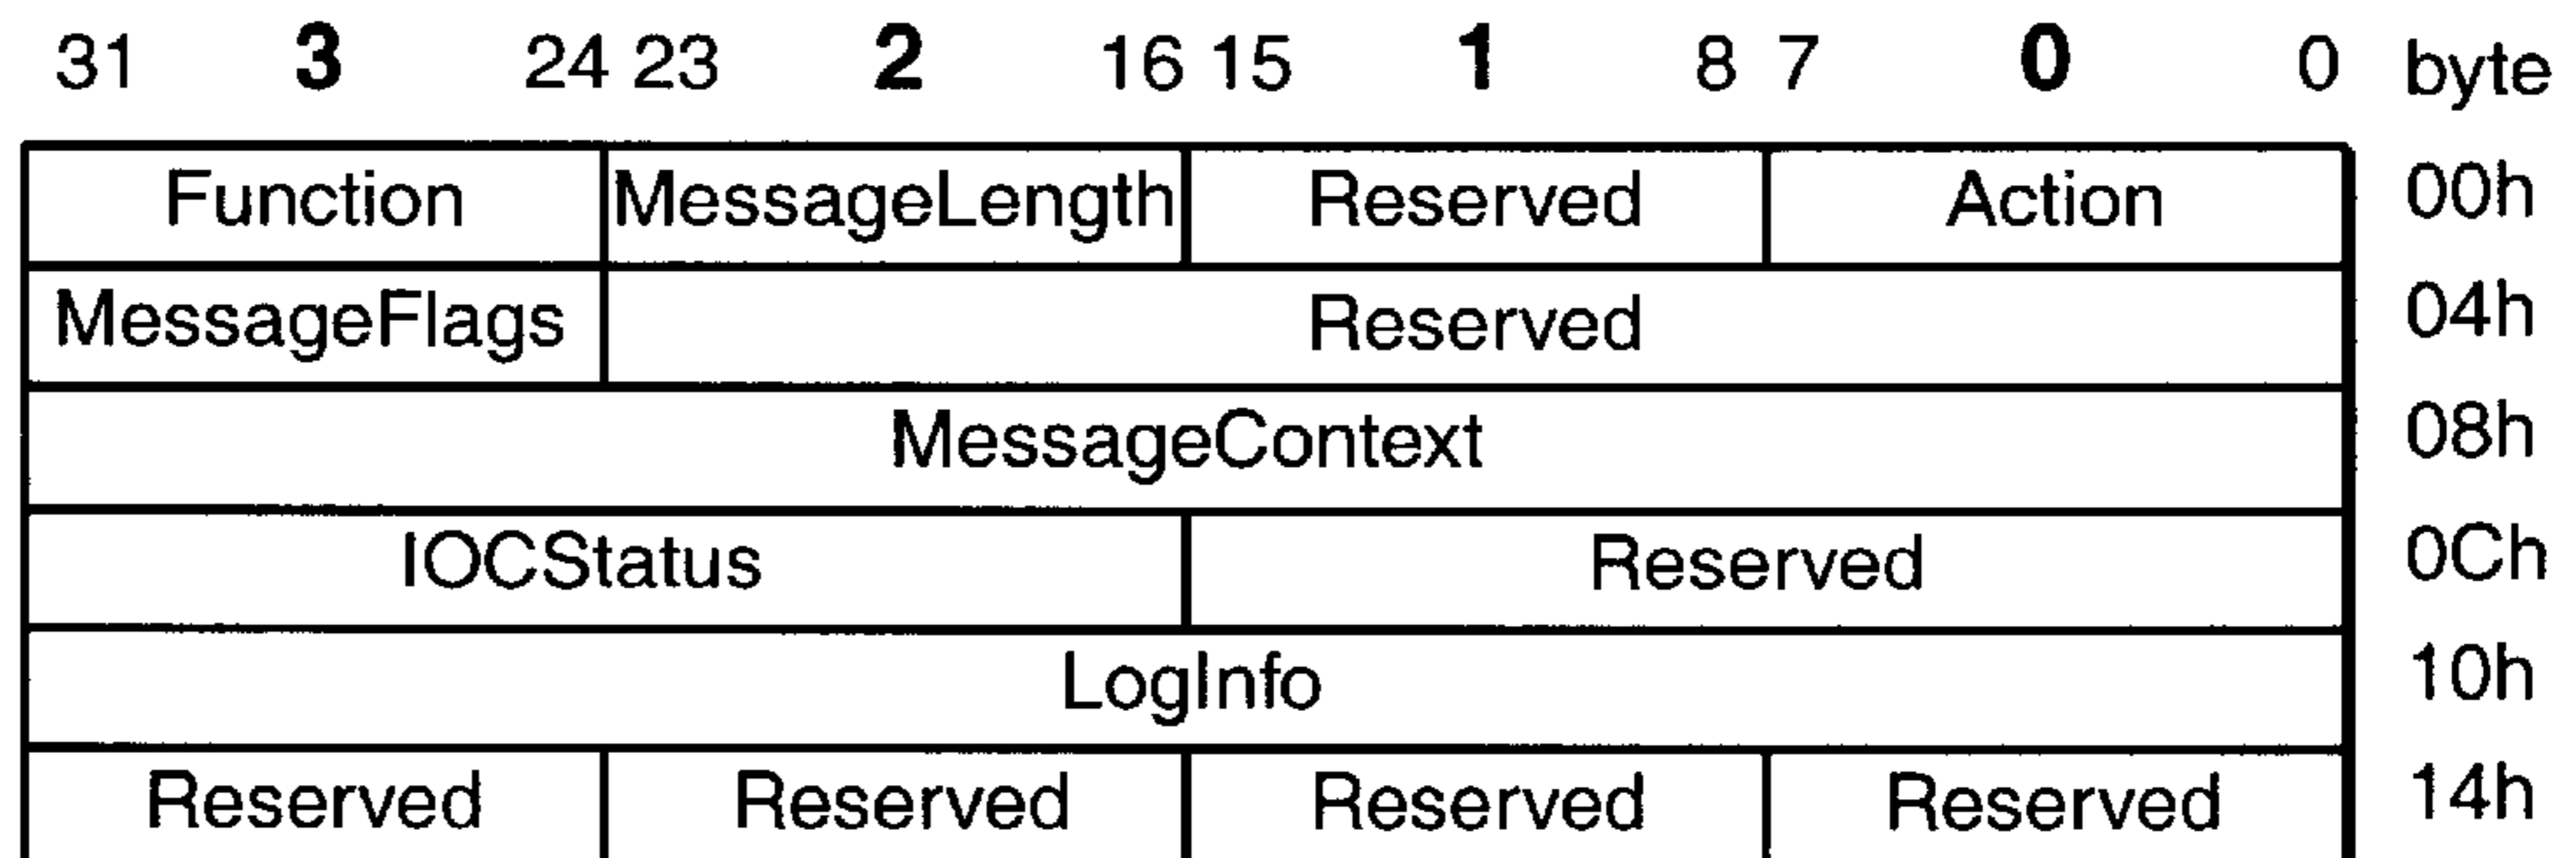 31 3 24 23 2 16 15 1 8 7 0 0 byte
Function MessageLength Reserved Action 00h
MessageFlags Reserved 04h
MessageContext 08h
IOCStatus Reserved 0Ch
LogInfo 10h
Reserved Reserved Reserved Reserved 14h